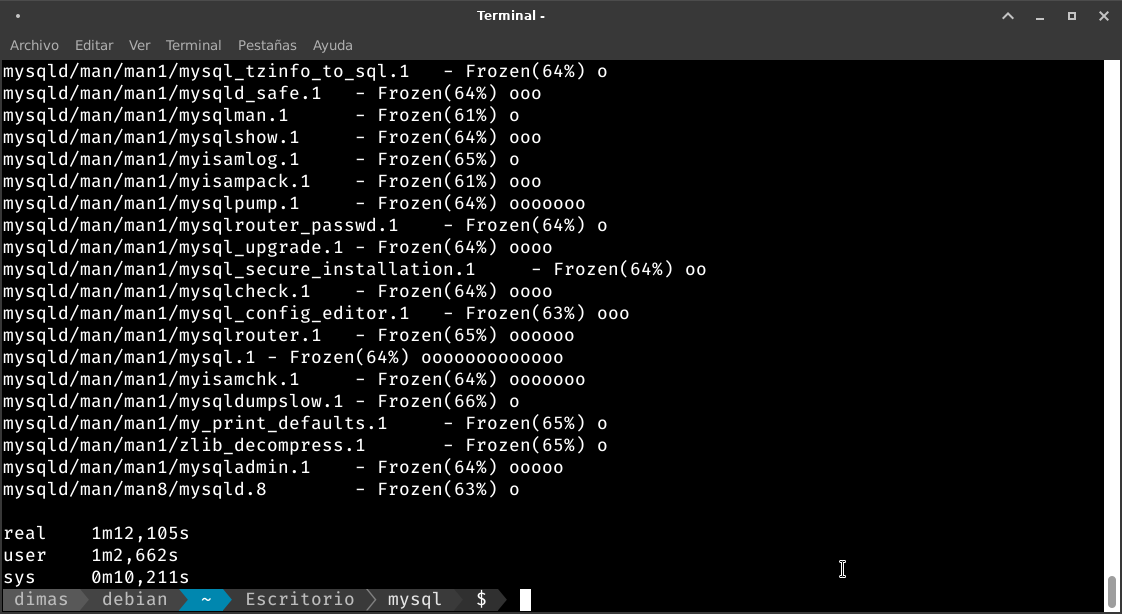 Terminal -
Archivo Editar Ver Terminal Pestañas Ayuda
mysqld/man/man1/mysql_tzinfo_to_sql.1   - Frozen(64%) o
mysqld/man/man1/mysqld_safe.1   - Frozen(64%) ooo
mysqld/man/man1/mysqlman.1      - Frozen(61%) o
mysqld/man/man1/mysqlshow.1     - Frozen(64%) ooo
mysqld/man/man1/myisamlog.1     - Frozen(65%) o
mysqld/man/man1/myisampack.1    - Frozen(61%) ooo
mysqld/man/man1/mysqlpump.1     - Frozen(64%) ooooooo
mysqld/man/man1/mysqlrouter_passwd.1    - Frozen(64%) o
mysqld/man/man1/mysql_upgrade.1 - Frozen(64%) oooo
mysqld/man/man1/mysql_secure_installation.1     - Frozen(64%) oo
mysqld/man/man1/mysqlcheck.1    - Frozen(64%) oooo
mysqld/man/man1/mysql_config_editor.1   - Frozen(63%) ooo
mysqld/man/man1/mysqlrouter.1   - Frozen(65%) oooooo
mysqld/man/man1/mysql.1 - Frozen(64%) ooooooooooooo
mysqld/man/man1/myisamchk.1     - Frozen(64%) ooooooo
mysqld/man/man1/mysqldumpslow.1 - Frozen(66%) o
mysqld/man/man1/my_print_defaults.1     - Frozen(65%) o
mysqld/man/man1/zlib_decompress.1       - Frozen(65%) o
mysqld/man/man1/mysqladmin.1    - Frozen(64%) ooooo
mysqld/man/man8/mysqld.8        - Frozen(63%) o
real    1m12,105s
user    1m2,662s
sys     0m10,211s
dimas debian ~ Escritorio mysql $